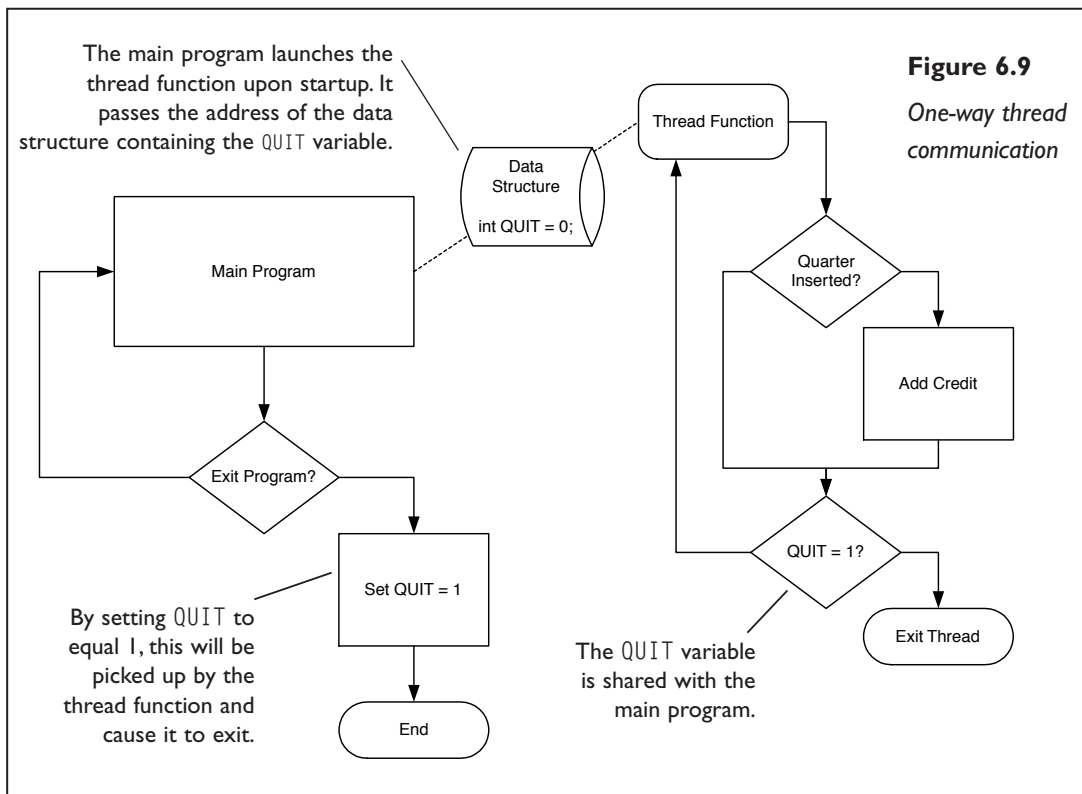 The main program launches the
thread function upon startup. It
passes the address of the data
structure containing the QUIT variable.
Figure 6.9
One-way thread
communication
Thread Function
Data
Structure
int QUIT = 0;
Main Program
Quarter
Inserted?
Add Credit
Exit Program?
Set QUIT = 1
QUIT = 1?
By setting QUIT to
equal 1, this will be
picked up by the
thread function and
cause it to exit.
The QUIT variable
is shared with the
main program.
Exit Thread
End